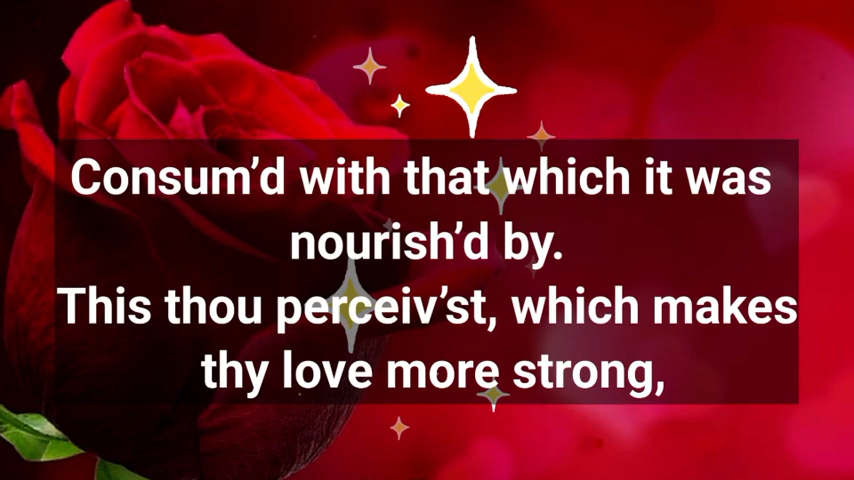 Consum’d with that which it was
nourish’d by.
This thou perceiv’st, which makes
thy love more strong,